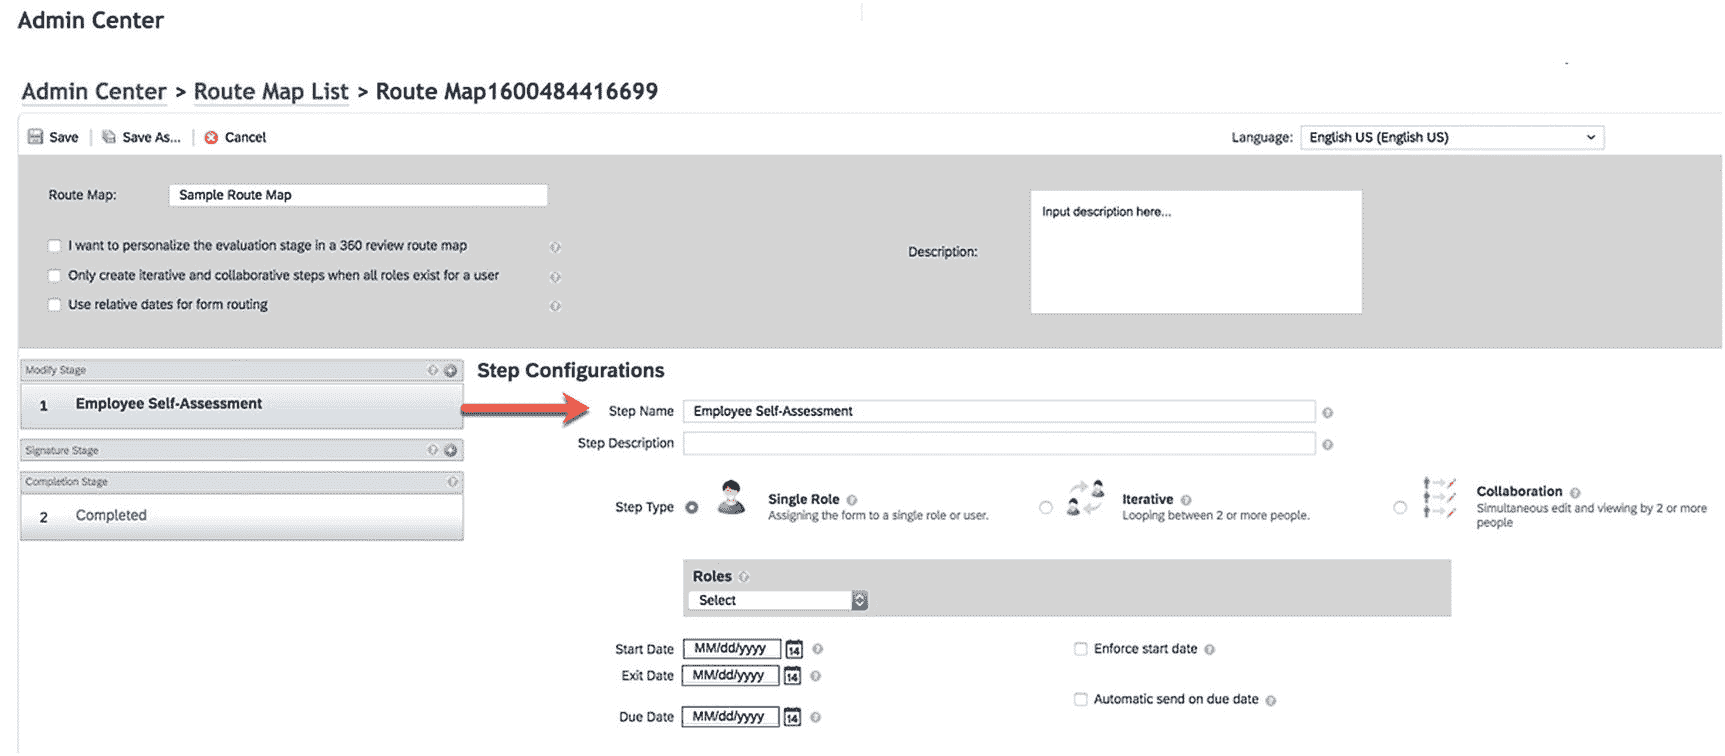 Admin Center
Admin Center > Route Map List > Route Map1600484416699
Save | Save As... | Cancel
Language: English US (English US)
Route Map: Sample Route Map
I want to personalize the evaluation stage in a 360 review route map
Only create iterative and collaborative steps when all roles exist for a user
Use relative dates for form routing
Description: Input description here...
Modify Stage
1 Employee Self-Assessment
Signature Stage
Completion Stage
2 Completed
Step Configurations
Step Name Employee Self-Assessment
Step Description
Step Type
Single Role
Assigning the form to a single role or user.
Iterative
Looping between 2 or more people.
Collaboration
Simultaneous edit and viewing by 2 or more
people
Roles
Select
Start Date MM/dd/yyyy 14
Enforce start date
Exit Date MM/dd/yyyy 14
Automatic send on due date
Due Date MM/dd/yyyy 14